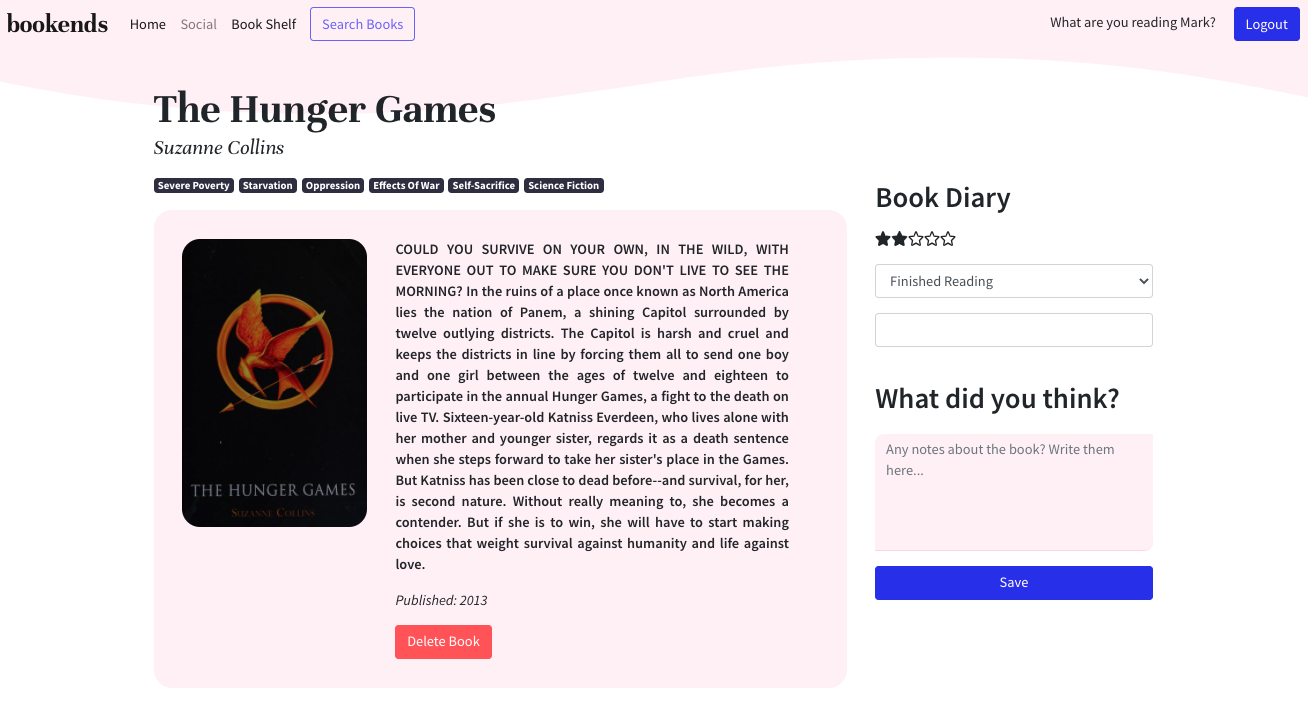 bookends Home Social Book Shelf Search Books What are you reading Mark? Logout
The Hunger Games
Suzanne Collins
Severe Poverty Starvation Oppression Effects Of War Self-Sacrifice Science Fiction
COULD YOU SURVIVE ON YOUR OWN, IN THE WILD, WITH
EVERYONE OUT TO MAKE SURE YOU DON'T LIVE TO SEE THE
MORNING? In the ruins of a place once known as North America
lies the nation of Panem, a shining Capitol surrounded by
twelve outlying districts. The Capitol is harsh and cruel and
keeps the districts in line by forcing them all to send one boy
and one girl between the ages of twelve and eighteen to
participate in the annual Hunger Games, a fight to the death on
live TV. Sixteen-year-old Katniss Everdeen, who lives alone with
her mother and younger sister, regards it as a death sentence
when she steps forward to take her sister's place in the Games.
But Katniss has been close to dead before--and survival, for her,
is second nature. Without really meaning to, she becomes a
contender. But if she is to win, she will have to start making
choices that weight survival against humanity and life against
love.
Published: 2013
Delete Book
THE HUNGER GAMES
SUZANNE COLLINS
Book Diary
Finished Reading
What did you think?
Any notes about the book? Write them
here...
Save